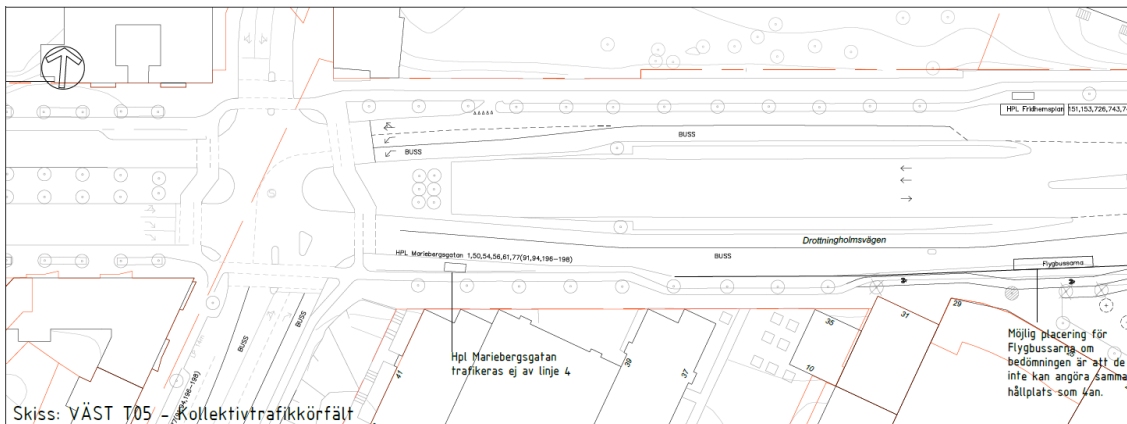 HPL Fridhemsplan 151,153,726,743,7
BUSS
BUSS
BUSS
Drottningholmsvägen
HPL Mariebergsgatan 1,50,54,56,61,77(91,94,196-198)
BUSS
Flygbussarna
BUSS
BUSS
Hpl Mariebergsgatan
trafikeras ej av linje 4
41
39
37
35
10
31
29
Möjlig placering för
Flygbussarna om
bedömningen är att de
inte kan angöra samma
hållplats som 4an.
Skiss: VÄST T05 - Kollektivtrafikkörfält